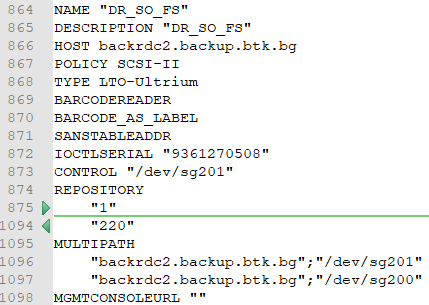 864 NAME "DR_SO_FS"
865 DESCRIPTION "DR_SO_FS"
866 HOST backrdc2.backup.btk.bg
867 POLICY SCSI-II
868 TYPE LTO-Ultrium
869 BARCODEREADER
870 BARCODE_AS_LABEL
871 SANSTABLEADDR
872 IOCTLSERIAL "9361270508"
873 CONTROL "/dev/sg201"
874 REPOSITORY
875 "1"
1094 "220"
1095 MULTIPATH
1096 "backrdc2.backup.btk.bg";"/dev/sg201"
1097 "backrdc2.backup.btk.bg";"/dev/sg200"
1098 MGMTCONSOLEURL ""